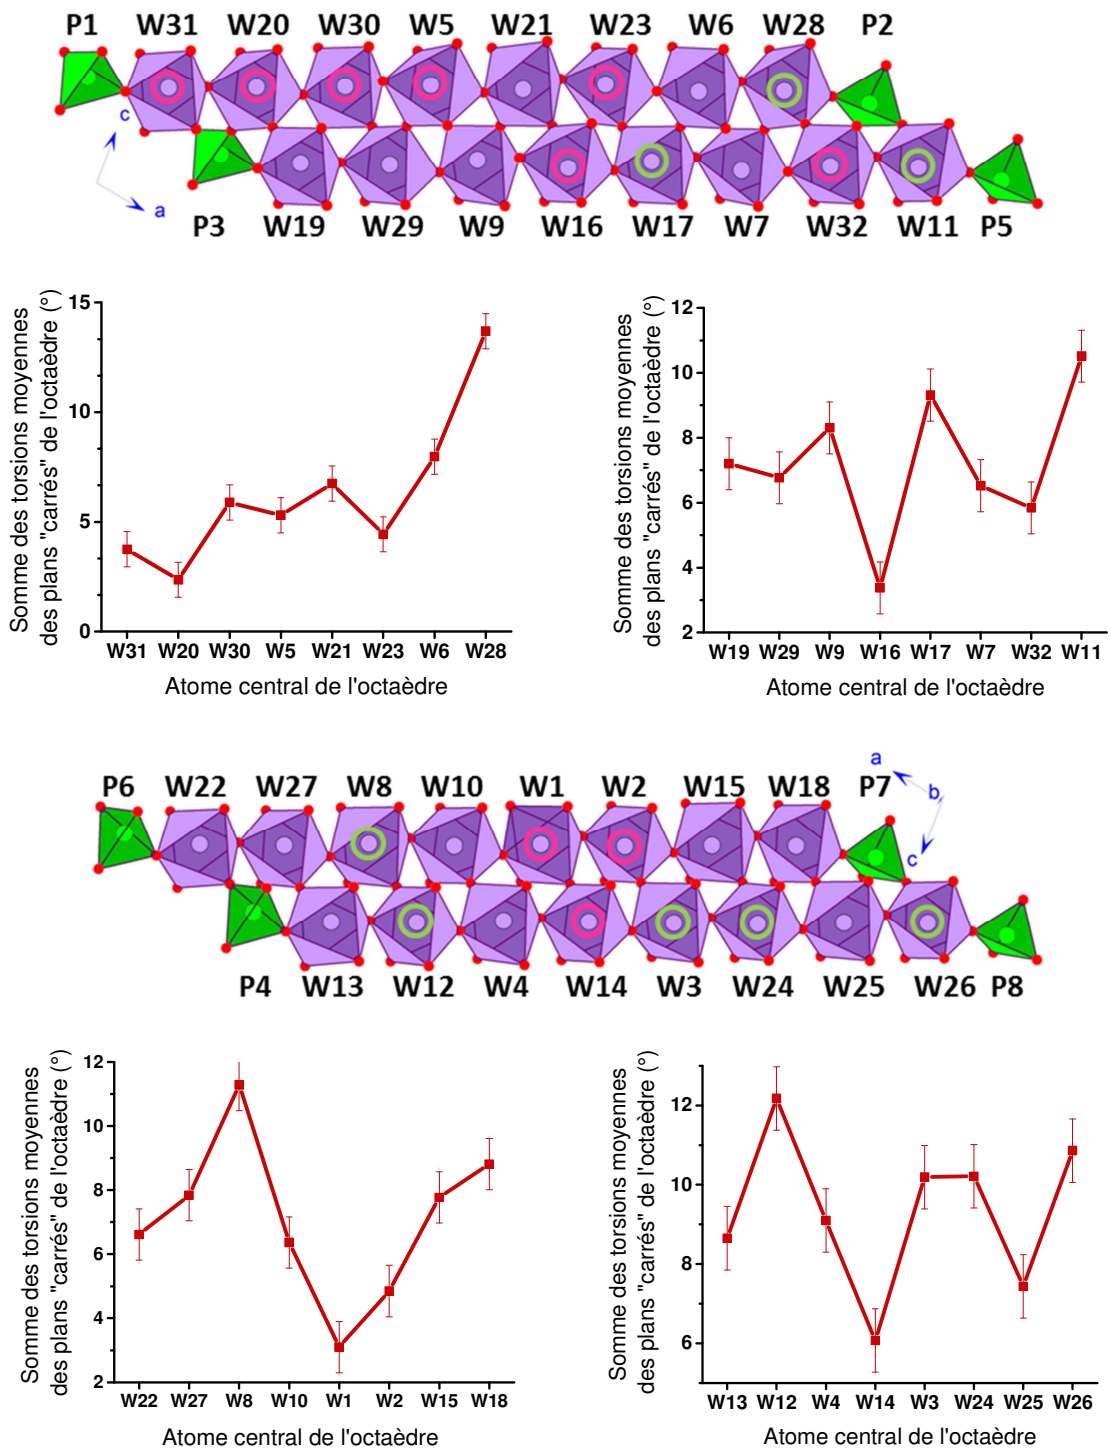 P1 W31 W20 W30 W5 W21 W23 W6 W28 P2
c
a
P3 W19 W29 W9 W16 W17 W7 W32 W11 P5
Somme des torsions moyennes
des plans "carrés" de l'octaèdre (°)
15
10
5
0
W31 W20 W30 W5 W21 W23 W6 W28
Atome central de l'octaèdre
Somme des torsions moyennes
des plans "carrés" de l'octaèdre (°)
12
10
8
6
4
2
W19 W29 W9 W16 W17 W7 W32 W11
Atome central de l'octaèdre
a
b
c
P6 W22 W27 W8 W10 W1 W2 W15 W18 P7
P4 W13 W12 W4 W14 W3 W24 W25 W26 P8
Somme des torsions moyennes
des plans "carrés" de l'octaèdre (°)
12
10
8
6
4
2
W22 W27 W8 W10 W1 W2 W15 W18
Atome central de l'octaèdre
Somme des torsions moyennes
des plans "carrés" de l'octaèdre (°)
12
10
8
6
W13 W12 W4 W14 W3 W24 W25 W26
Atome central de l'octaèdre